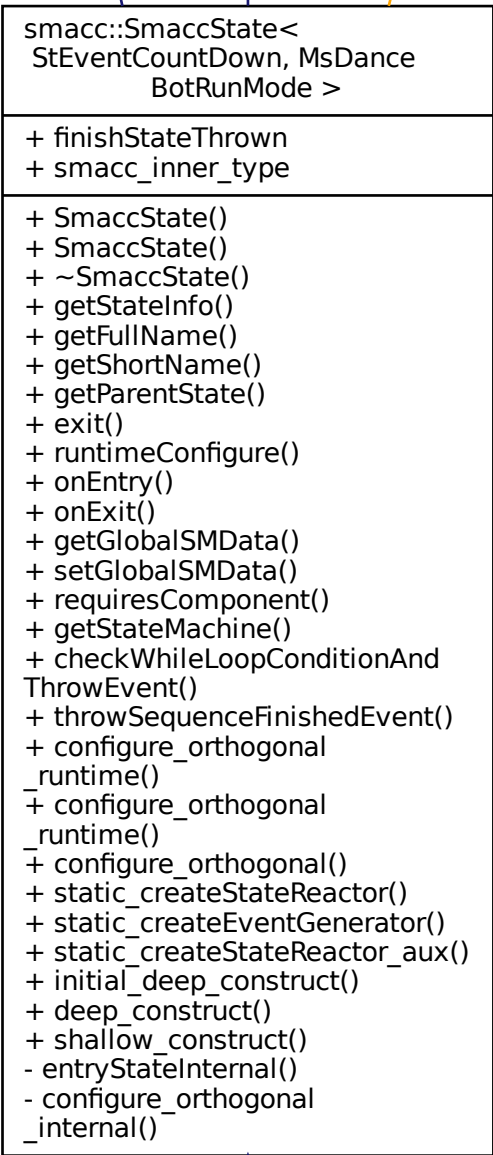 smacc::SmaccState<
StEventCountDown, MsDance
BotRunMode >
+ finishStateThrown
+ smacc_inner_type
+ SmaccState()
+ SmaccState()
+ ~SmaccState()
+ getStateInfo()
+ getFullName()
+ getShortName()
+ getParentState()
+ exit()
+ runtimeConfigure()
+ onEntry()
+ onExit()
+ getGlobalSMData()
+ setGlobalSMData()
+ requiresComponent()
+ getStateMachine()
+ checkWhileLoopConditionAnd
ThrowEvent()
+ throwSequenceFinishedEvent()
+ configure_orthogonal
_runtime()
+ configure_orthogonal
_runtime()
+ configure_orthogonal()
+ static_createStateReactor()
+ static_createEventGenerator()
+ static_createStateReactor_aux()
+ initial_deep_construct()
+ deep_construct()
+ shallow_construct()
- entryStateInternal()
- configure_orthogonal
_internal()